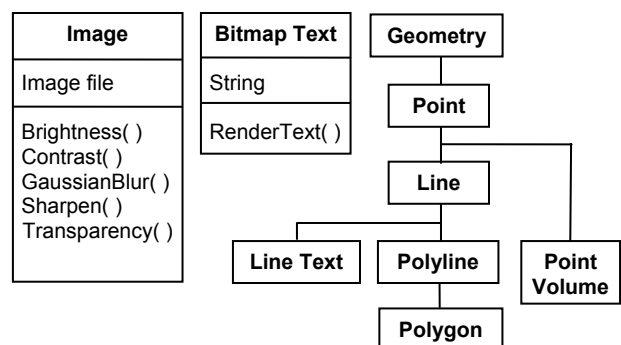 Image
Image file
Brightness( )
Contrast( )
GaussianBlur( )
Sharpen( )
Transparency( )
Bitmap Text
String
RenderText( )
Geometry
Point
Line
Line Text
Polyline
Point
Volume
Polygon